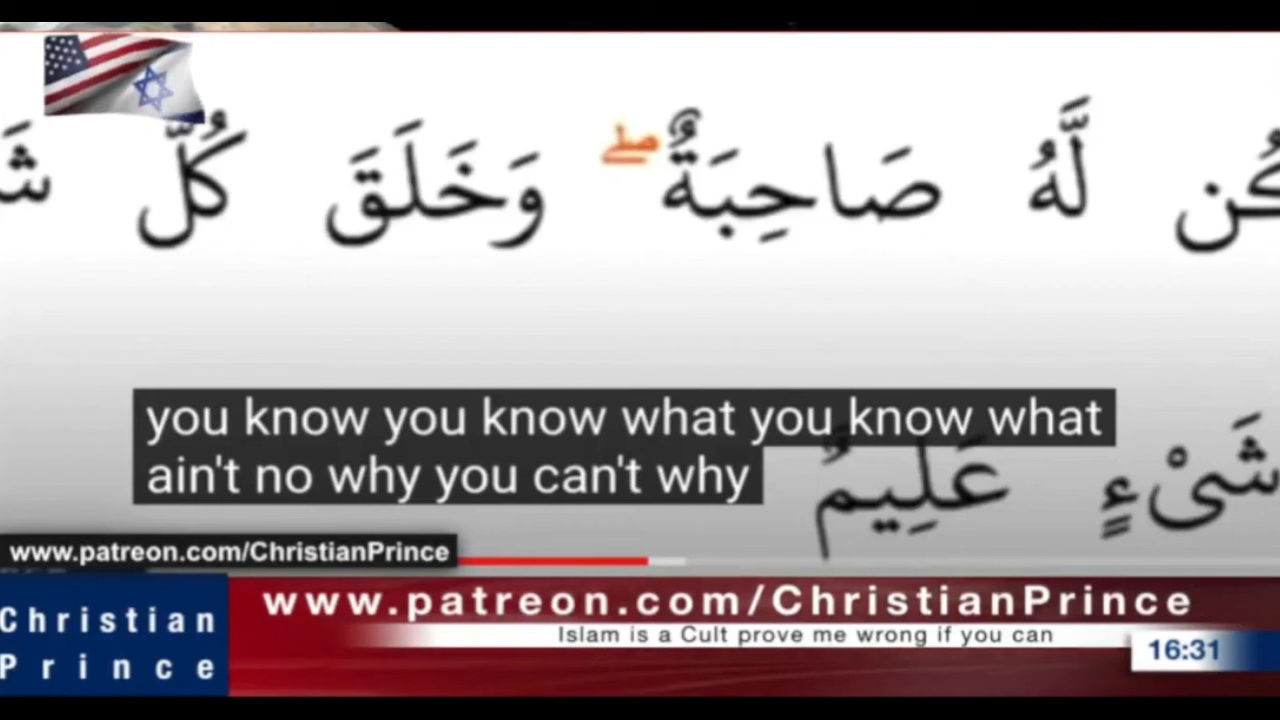 كُن لَّهُ صَاحِبَةٌ ۖ وَخَلَقَ كُلَّ شَ
you know you know what you know what
ain't no why you can't why
شَىْءٍ عَلِيمٌ
www.patreon.com/ChristianPrince
Christian
Prince
www.patreon.com/ChristianPrince
Islam is a Cult prove me wrong if you can
16:31